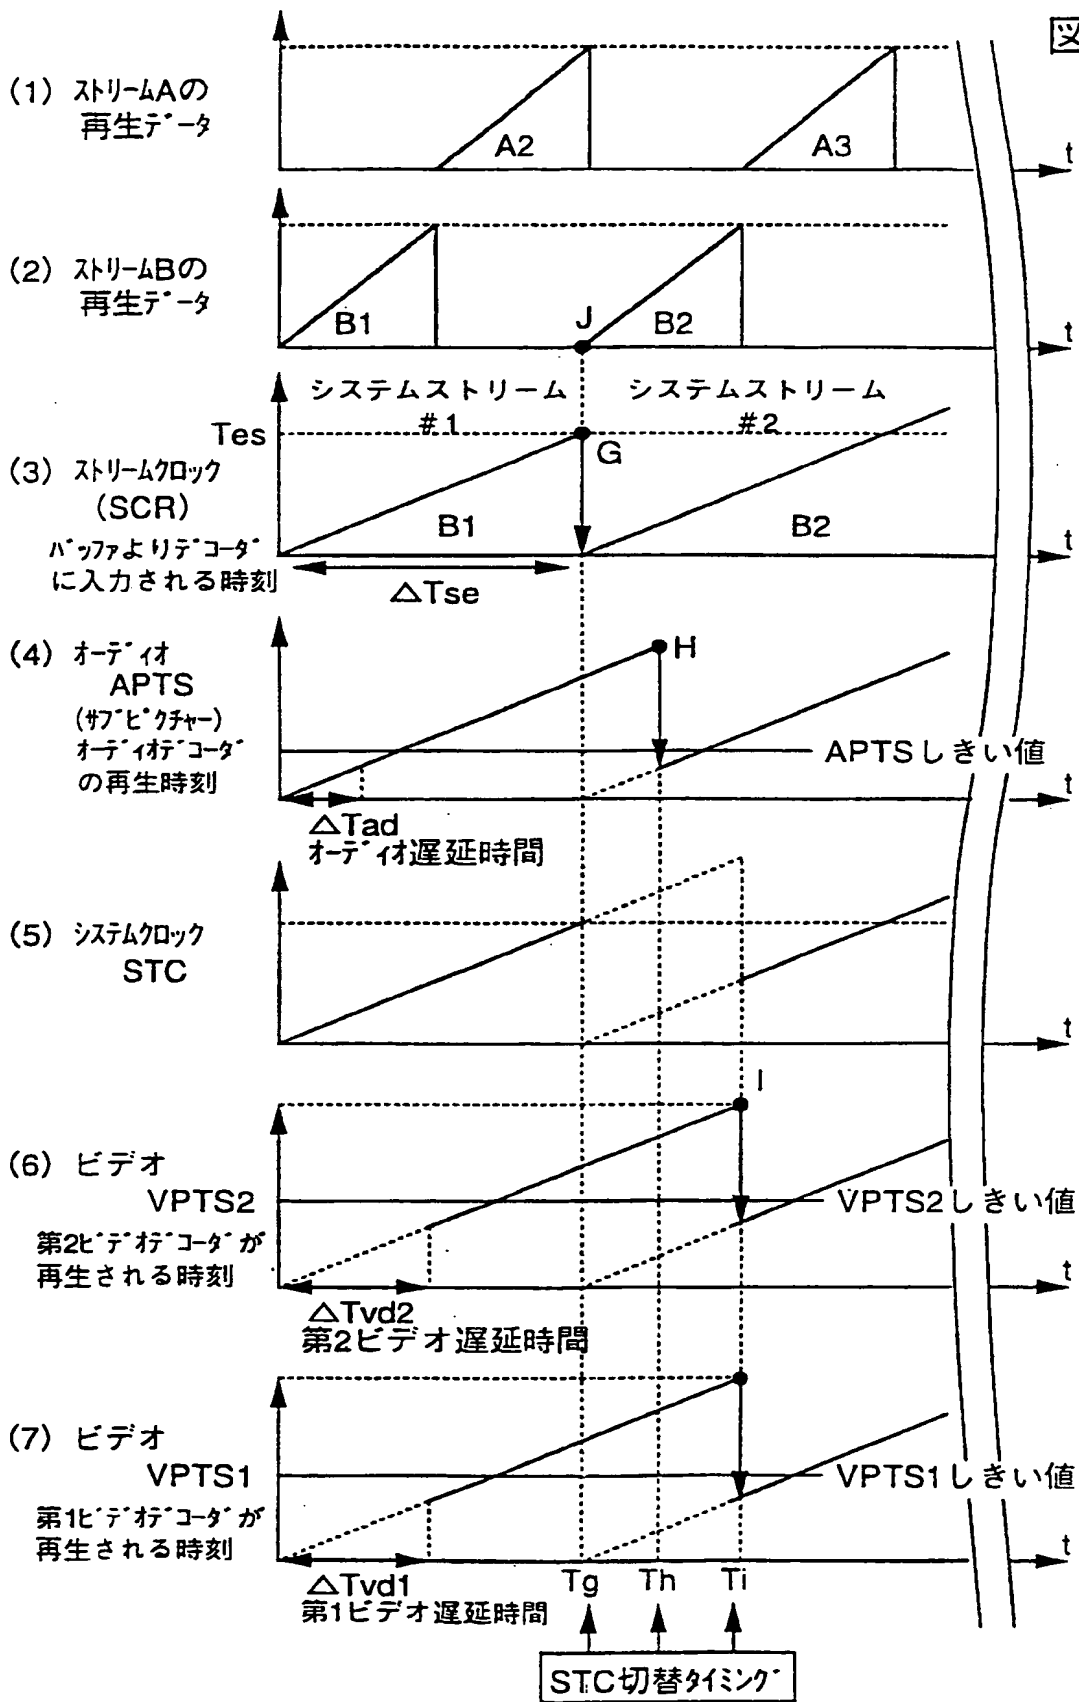 図
(1) ストリームAの
再生データ
A2
A3
t
(2) ストリームBの
再生データ
B1
J
B2
t
システムストリーム
#1
システムストリーム
#2
Tes
G
(3) ストリームクロック
(SCR)
バッファよりデコーダ
に入力される時刻
B1
B2
t
△Tse
(4) オーディオ
APTS
(サブピクチャー)
オーディオデコーダ
の再生時刻
H
APTSしきい値
t
△Tad
オーディオ遅延時間
(5) システムクロック
STC
t
I
(6) ビデオ
VPTS2
第2ビデオデコーダが
再生される時刻
VPTS2しきい値
t
△Tvd2
第2ビデオ遅延時間
(7) ビデオ
VPTS1
第1ビデオデコーダが
再生される時刻
VPTS1しきい値
t
△Tvd1
第1ビデオ遅延時間
Tg
Th
Ti
STC切替タイミング